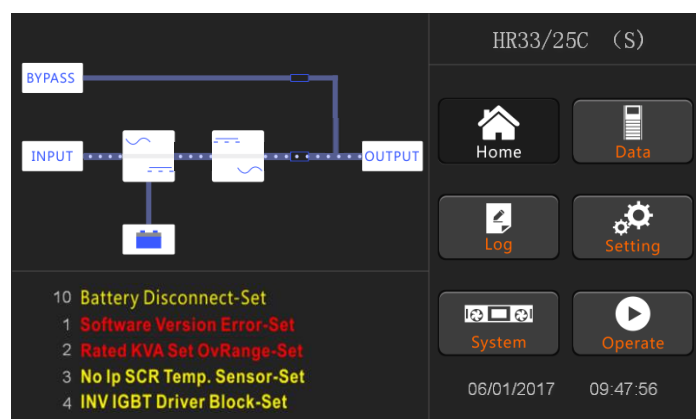 HR33/25C （S）
BYPASS
INPUT
OUTPUT
Home
Data
Log
Setting
System
Operate
10 Battery Disconnect-Set
1 Software Version Error-Set
2 Rated KVA Set OvRange-Set
3 No Ip SCR Temp. Sensor-Set
4 INV IGBT Driver Block-Set
06/01/2017 09:47:56